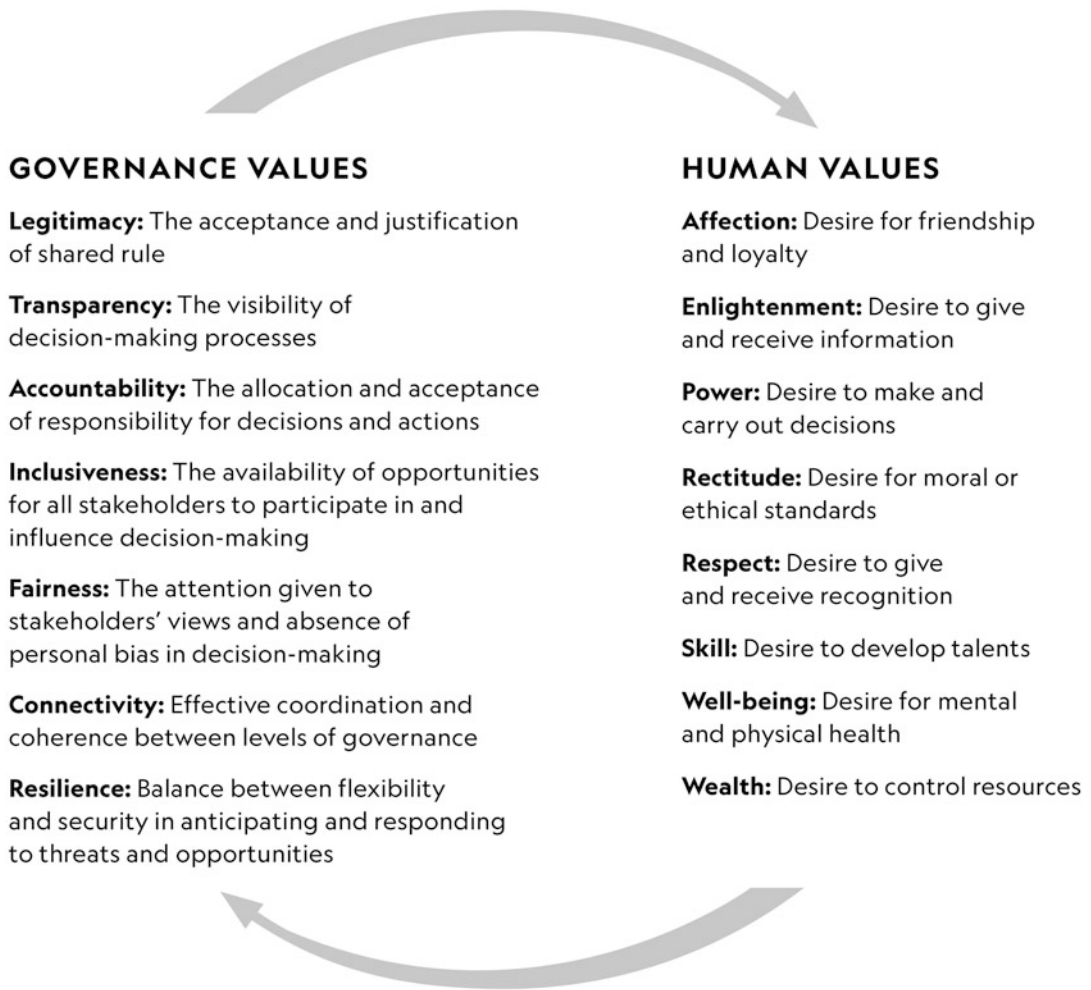 GOVERNANCE VALUES
Legitimacy: The acceptance and justification
of shared rule
Transparency: The visibility of
decision-making processes
Accountability: The allocation and acceptance
of responsibility for decisions and actions
Inclusiveness: The availability of opportunities
for all stakeholders to participate in and
influence decision-making
Fairness: The attention given to
stakeholders’ views and absence of
personal bias in decision-making
Connectivity: Effective coordination and
coherence between levels of governance
Resilience: Balance between flexibility
and security in anticipating and responding
to threats and opportunities
HUMAN VALUES
Affection: Desire for friendship
and loyalty
Enlightenment: Desire to give
and receive information
Power: Desire to make and
carry out decisions
Rectitude: Desire for moral or
ethical standards
Respect: Desire to give
and receive recognition
Skill: Desire to develop talents
Well-being: Desire for mental
and physical health
Wealth: Desire to control resources